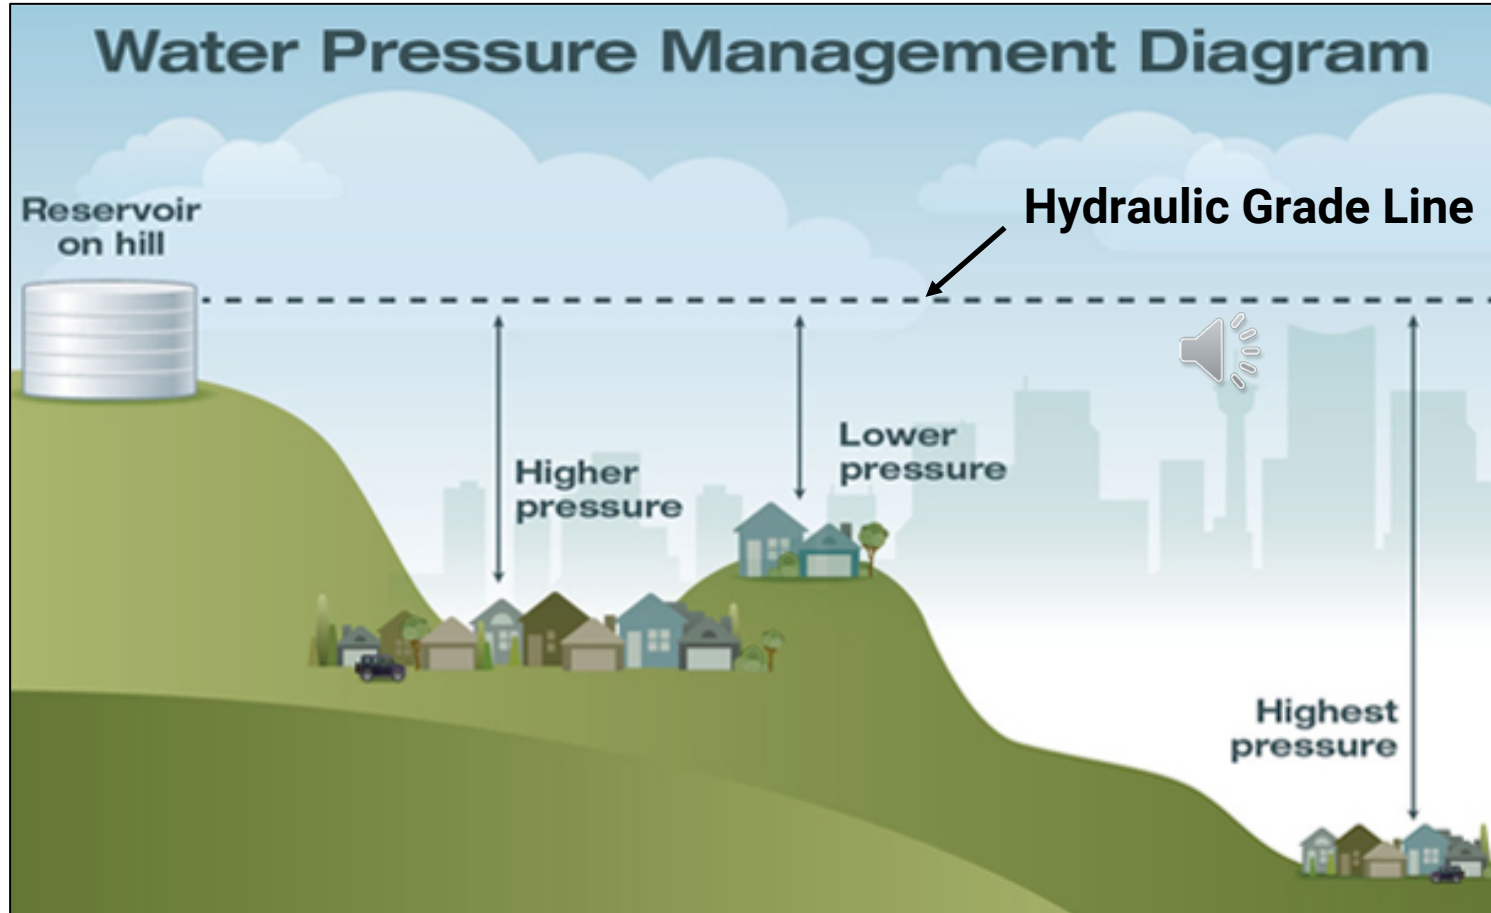 Water Pressure Management Diagram
Hydraulic Grade Line
Reservoir
on hill
Higher
pressure
Lower
pressure
Highest
pressure